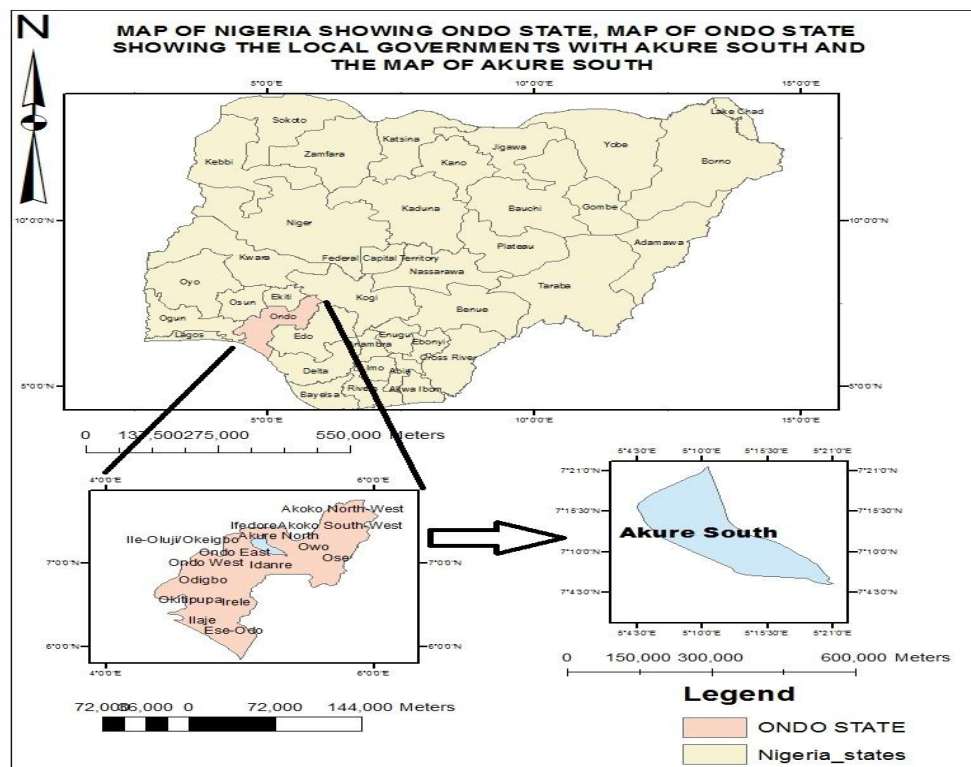 N
MAP OF NIGERIA SHOWING ONDO STATE, MAP OF ONDO STATE
SHOWING THE LOCAL GOVERNMENTS WITH AKURE SOUTH AND
THE MAP OF AKURE SOUTH
5°0'0"E 10°0'0"E 15°0'0"E
Lake Chad
Sokoto
Katsina
Jigawa
Yobe
Kebbi
Zamfara
Kano
Borno
10°0'0"N
Niger
Kaduna
Bauchi
Gombe
10°0'0"N
Plateau
Adamawa
Kwara
Federal Capital Territory
Nassarawa
Oyo
Taraba
Osun
Ekiti
Kogi
Benue
Ogun
Ondo
Lagos
Edo
Enugu
Ebonyi
Cross River
Delta
Imo
Abia
5°0'0"N
Bayelsa
Rivers
Akwa Ibom
5°0'0"N
5°0'0"E 10°0'0"E 15°0'0"E
0 137,500275,000 550,000 Meters
4°0'0"E 6°0'0"E
Akoko North-West
Ifedore Akoko South-West
Akure North
Ile-Oluji/Okeigbo
Ondo East
Owo
Ose
7°0'0"N
Ondo West
Idanre
7°0'0"N
Odigbo
Okitipupa
Irele
Ilaje
Ese-Odo
6°0'0"N 6°0'0"N
4°0'0"E 6°0'0"E
72,000 36,000 0 72,000 144,000 Meters
5°4'30"E 5°10'0"E 5°15'30"E 5°21'0"E
7°21'0"N 7°21'0"N
7°15'30"N 7°15'30"N
Akure South
7°10'0"N 7°10'0"N
7°4'30"N 7°4'30"N
5°4'30"E 5°10'0"E 5°15'30"E 5°21'0"E
0 150,000 300,000 600,000 Meters
Legend
ONDO STATE
Nigeria_states